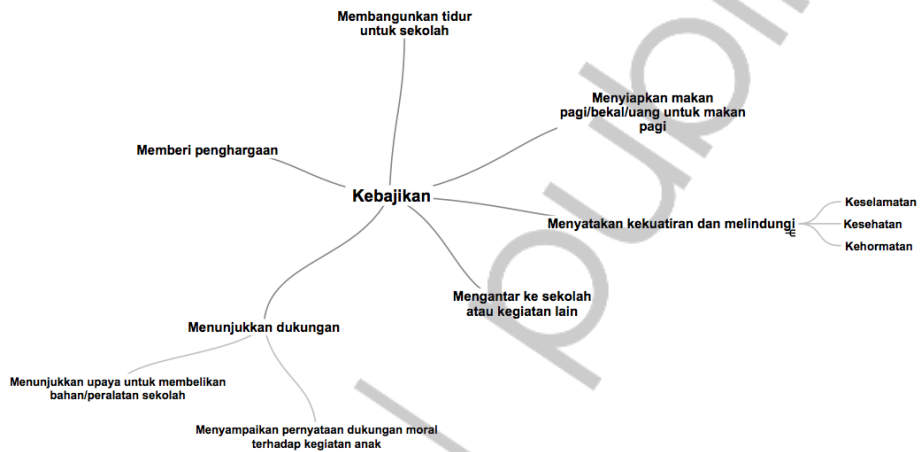 Membangunkan tidur
untuk sekolah
Menyiapkan makan
pagi/bekal/uang untuk makan
pagi
Memberi penghargaan
Kebajikan
Menyatakan kekuatiran dan melindungi
Keselamatan
Kesehatan
Kehormatan
Mengantar ke sekolah
atau kegiatan lain
Menunjukkan dukungan
Menunjukkan upaya untuk membelikan
bahan/peralatan sekolah
Menyampaikan pernyataan dukungan moral
terhadap kegiatan anak
l publi